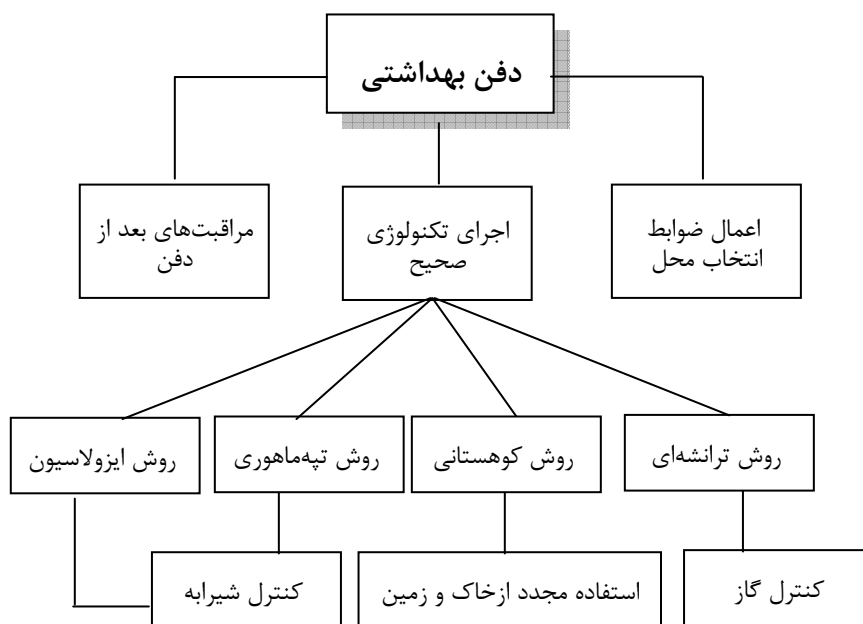 دفن بهداشتی
اعمال ضوابط
انتخاب محل
اجرای تکنولوژی
صحیح
مراقبت‌های بعد از
دفن
روش ترانشه‌ای
روش کوهستانی
روش تپه‌ماهوری
روش ایزولاسیون
کنترل گاز
استفاده مجدد ازخاک و زمین
کنترل شیرابه